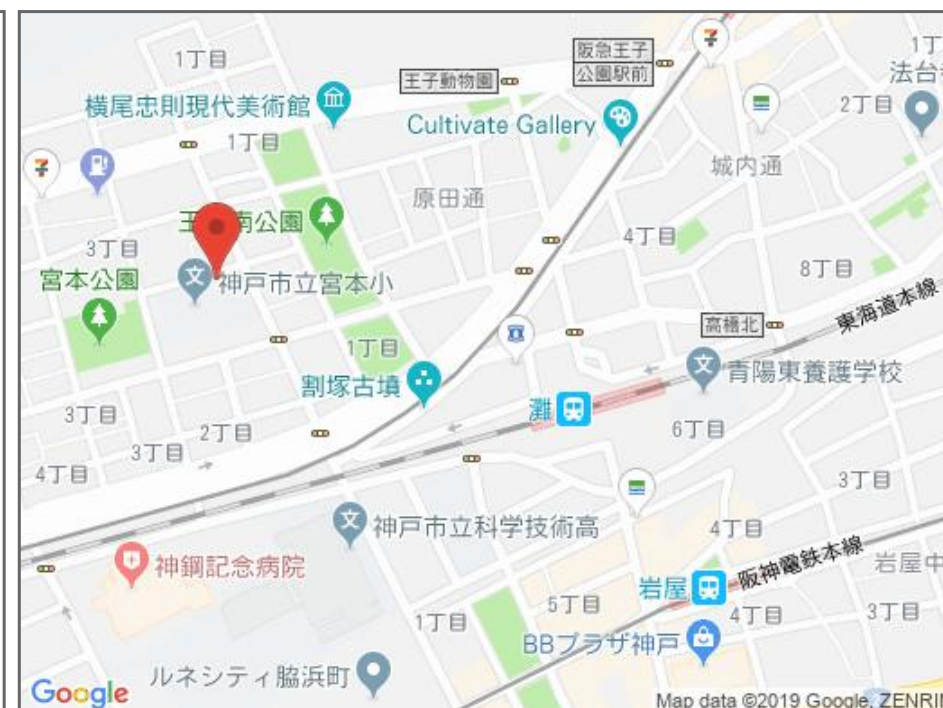 1丁目
阪急王子
公園駅前
1丁
法台
王子動物園
横尾忠則現代美術館
Cultivate Gallery
2丁目
1丁目
城内通
原田通
王
南公園
3丁目
4丁目
宮本公園
神戸市立宮本小
8丁目
東海道本線
高橋北
1丁目
割塚古墳
青陽東養護学校
灘
3丁目
2丁目
6丁目
3丁目
4丁目
3丁目
神戸市立科学技術高
4丁目
神鋼記念病院
阪神電鉄本線
岩屋中
岩屋
5丁目
1丁目
4丁目
3丁目
BBプラザ神戸
ルネシティ脇浜町
Google
Map data ©2019 Google, ZENRIN